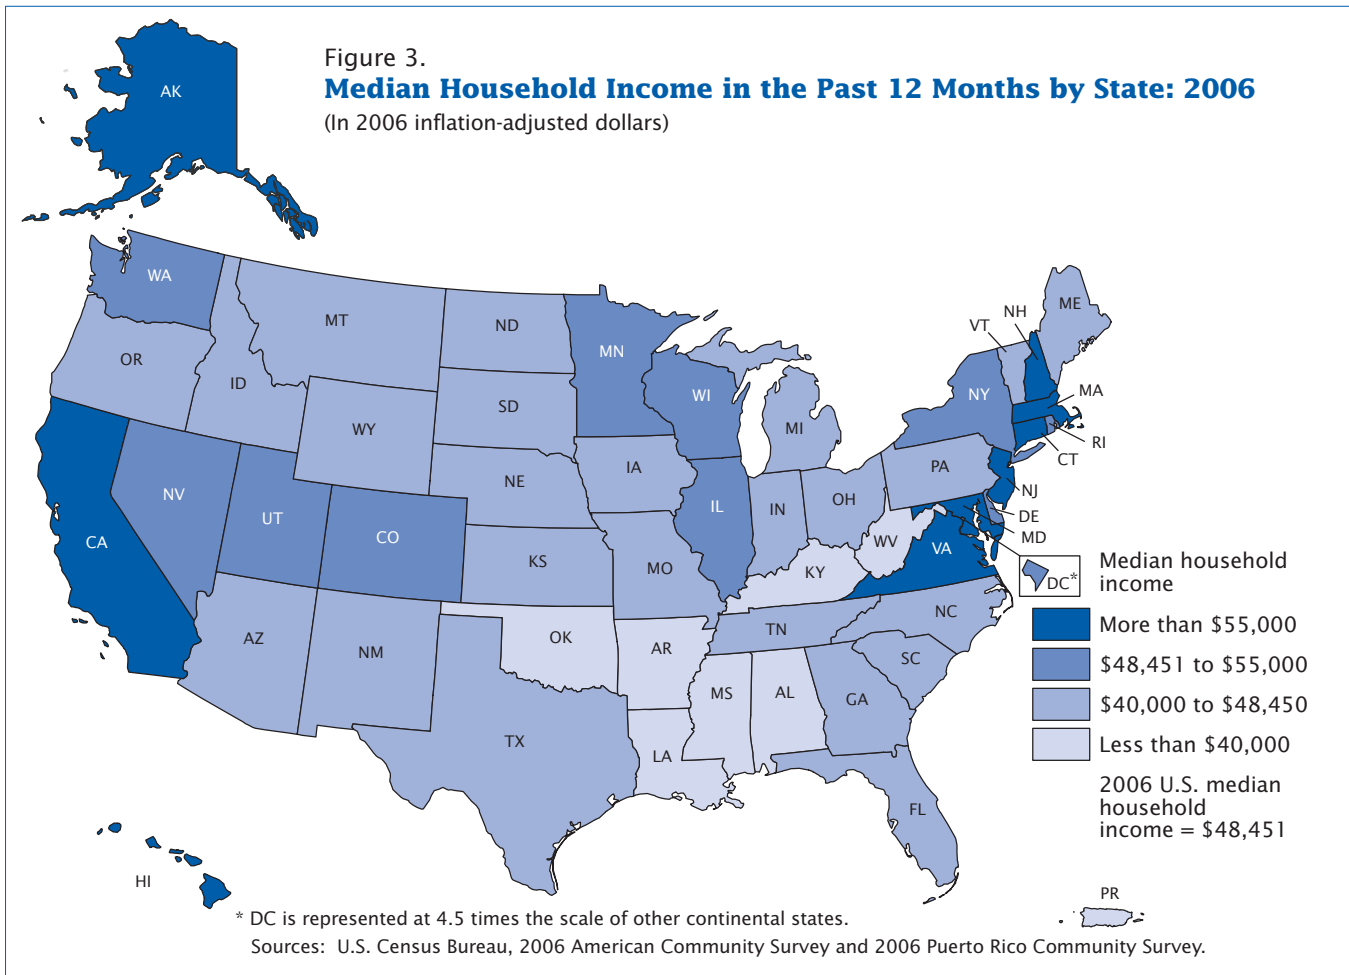 Figure 3.
Median Household Income in the Past 12 Months by State: 2006
(In 2006 inflation-adjusted dollars)
AK
WA
MT
ND
MN
OR
ID
WY
SD
WI
MI
NY
VT
NH
ME
MA
RI
CT
NV
UT
CO
NE
IA
IL
IN
OH
PA
NJ
DE
MD
CA
KS
MO
KY
WV
VA
DC*
AZ
NM
OK
AR
TN
NC
SC
TX
LA
MS
AL
GA
FL
HI
PR
Median household
income
More than $55,000
$48,451 to $55,000
$40,000 to $48,450
Less than $40,000
2006 U.S. median
household
income = $48,451
* DC is represented at 4.5 times the scale of other continental states.
Sources: U.S. Census Bureau, 2006 American Community Survey and 2006 Puerto Rico Community Survey.